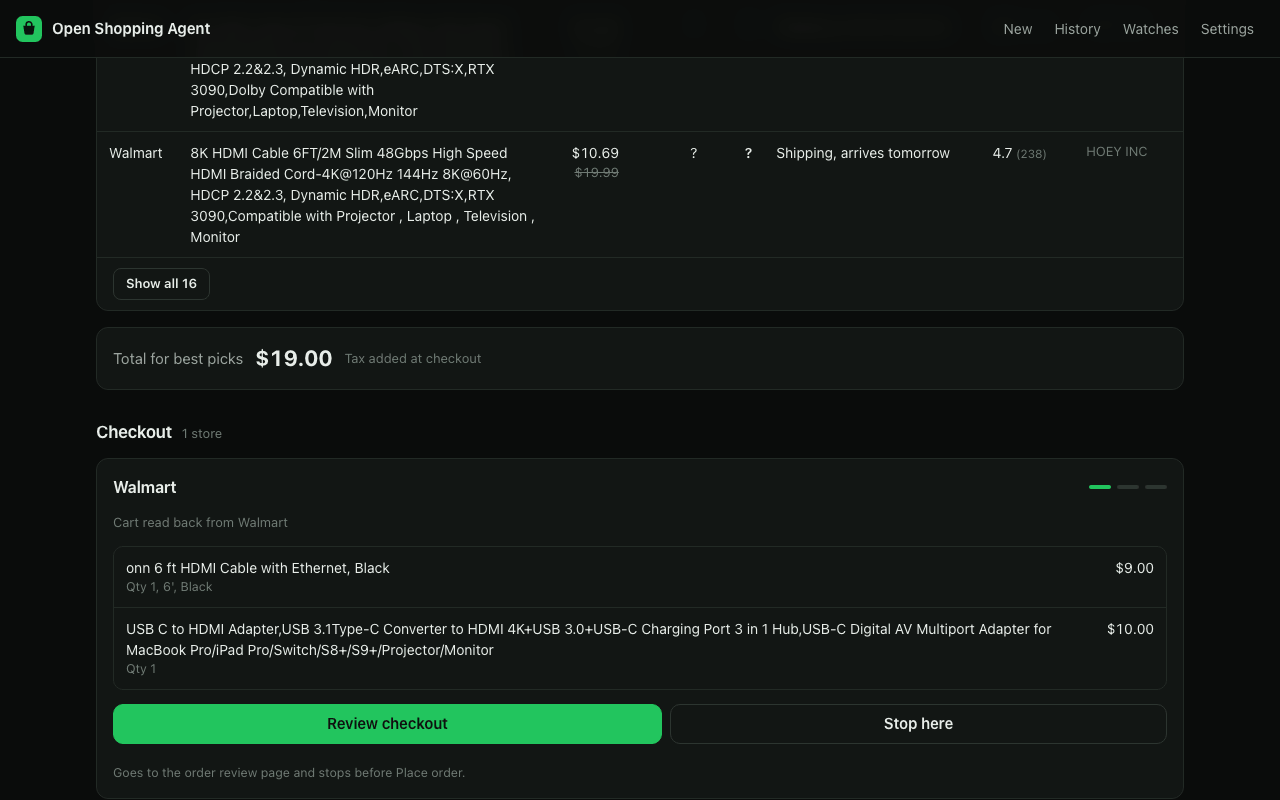 Open Shopping Agent
New History Watches Settings
HDCP 2.2&2.3, Dynamic HDR,eARC,DTS:X,RTX
3090,Dolby Compatible with
Projector,Laptop,Television,Monitor
Walmart 8K HDMI Cable 6FT/2M Slim 48Gbps High Speed $10.69 ? ? Shipping, arrives tomorrow 4.7 (238) HOEY INC
HDMI Braided Cord-4K@120Hz 144Hz 8K@60Hz, $19.99
HDCP 2.2&2.3, Dynamic HDR,eARC,DTS:X,RTX
3090,Compatible with Projector , Laptop , Television ,
Monitor
Show all 16
Total for best picks $19.00 Tax added at checkout
Checkout 1 store
Walmart
Cart read back from Walmart
onn 6 ft HDMI Cable with Ethernet, Black $9.00
Qty 1, 6', Black
USB C to HDMI Adapter,USB 3.1Type-C Converter to HDMI 4K+USB 3.0+USB-C Charging Port 3 in 1 Hub,USB-C Digital AV Multiport Adapter for $10.00
MacBook Pro/iPad Pro/Switch/S8+/S9+/Projector/Monitor
Qty 1
Review checkout Stop here
Goes to the order review page and stops before Place order.